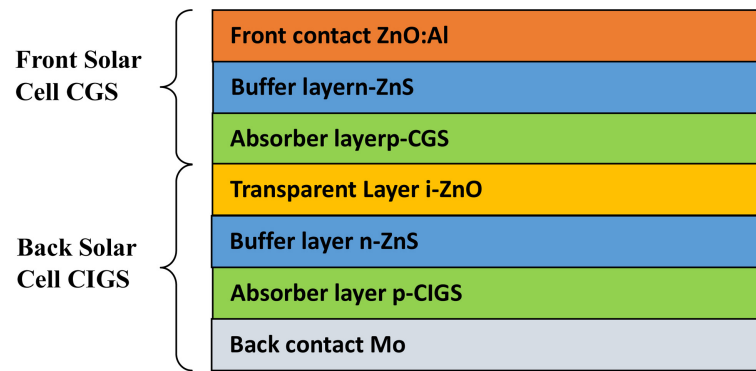 Front Solar
Cell CGS
Front contact ZnO:Al
Buffer layern-ZnS
Absorber layerp-CGS
Back Solar
Cell CIGS
Transparent Layer i-ZnO
Buffer layer n-ZnS
Absorber layer p-CIGS
Back contact Mo